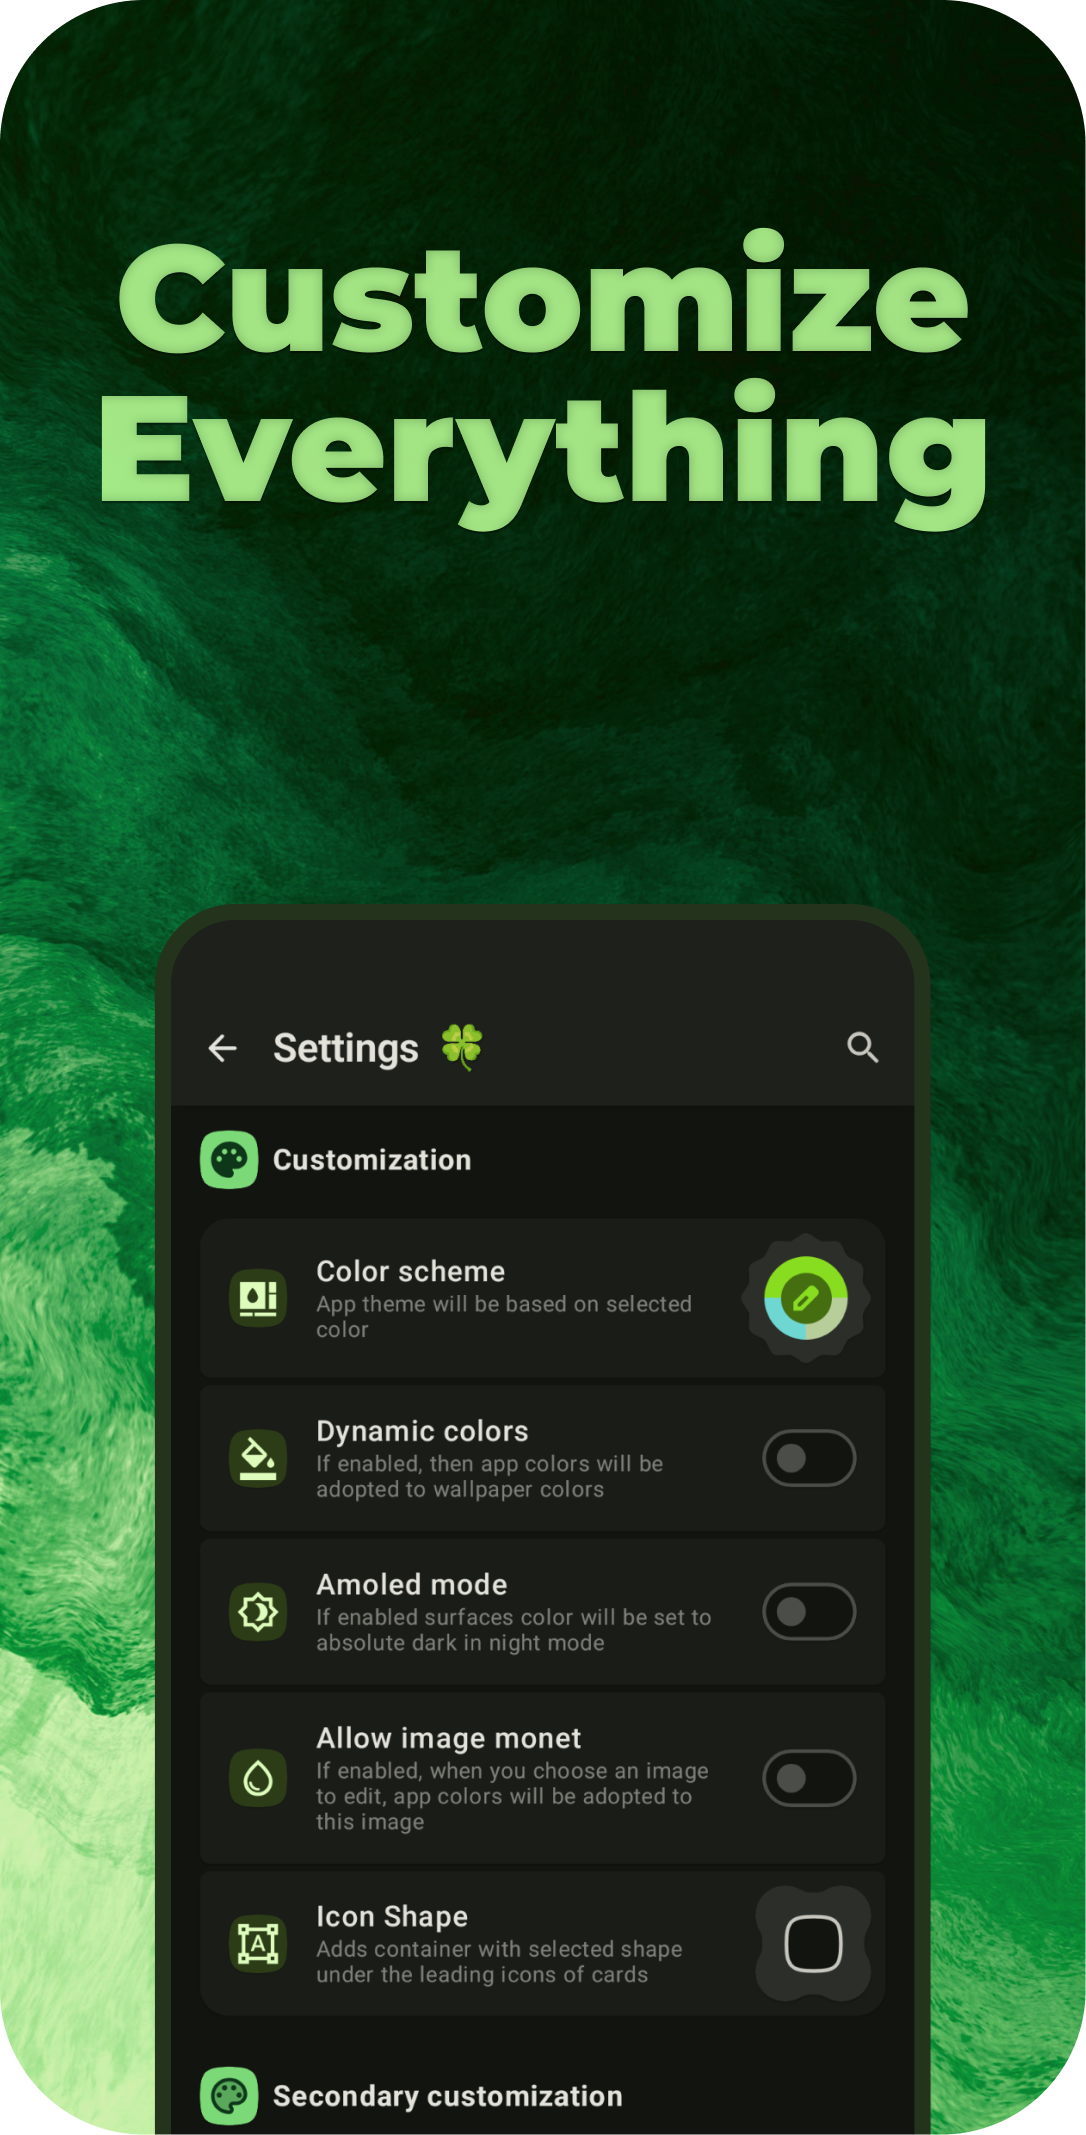 Customize
Everything
Settings 🍀
Customization
Color scheme
App theme will be based on selected
color
Dynamic colors
If enabled, then app colors will be
adopted to wallpaper colors
Amoled mode
If enabled surfaces color will be set to
absolute dark in night mode
Allow image monet
If enabled, when you choose an image
to edit, app colors will be adopted to
this image
Icon Shape
Adds container with selected shape
under the leading icons of cards
Secondary customization